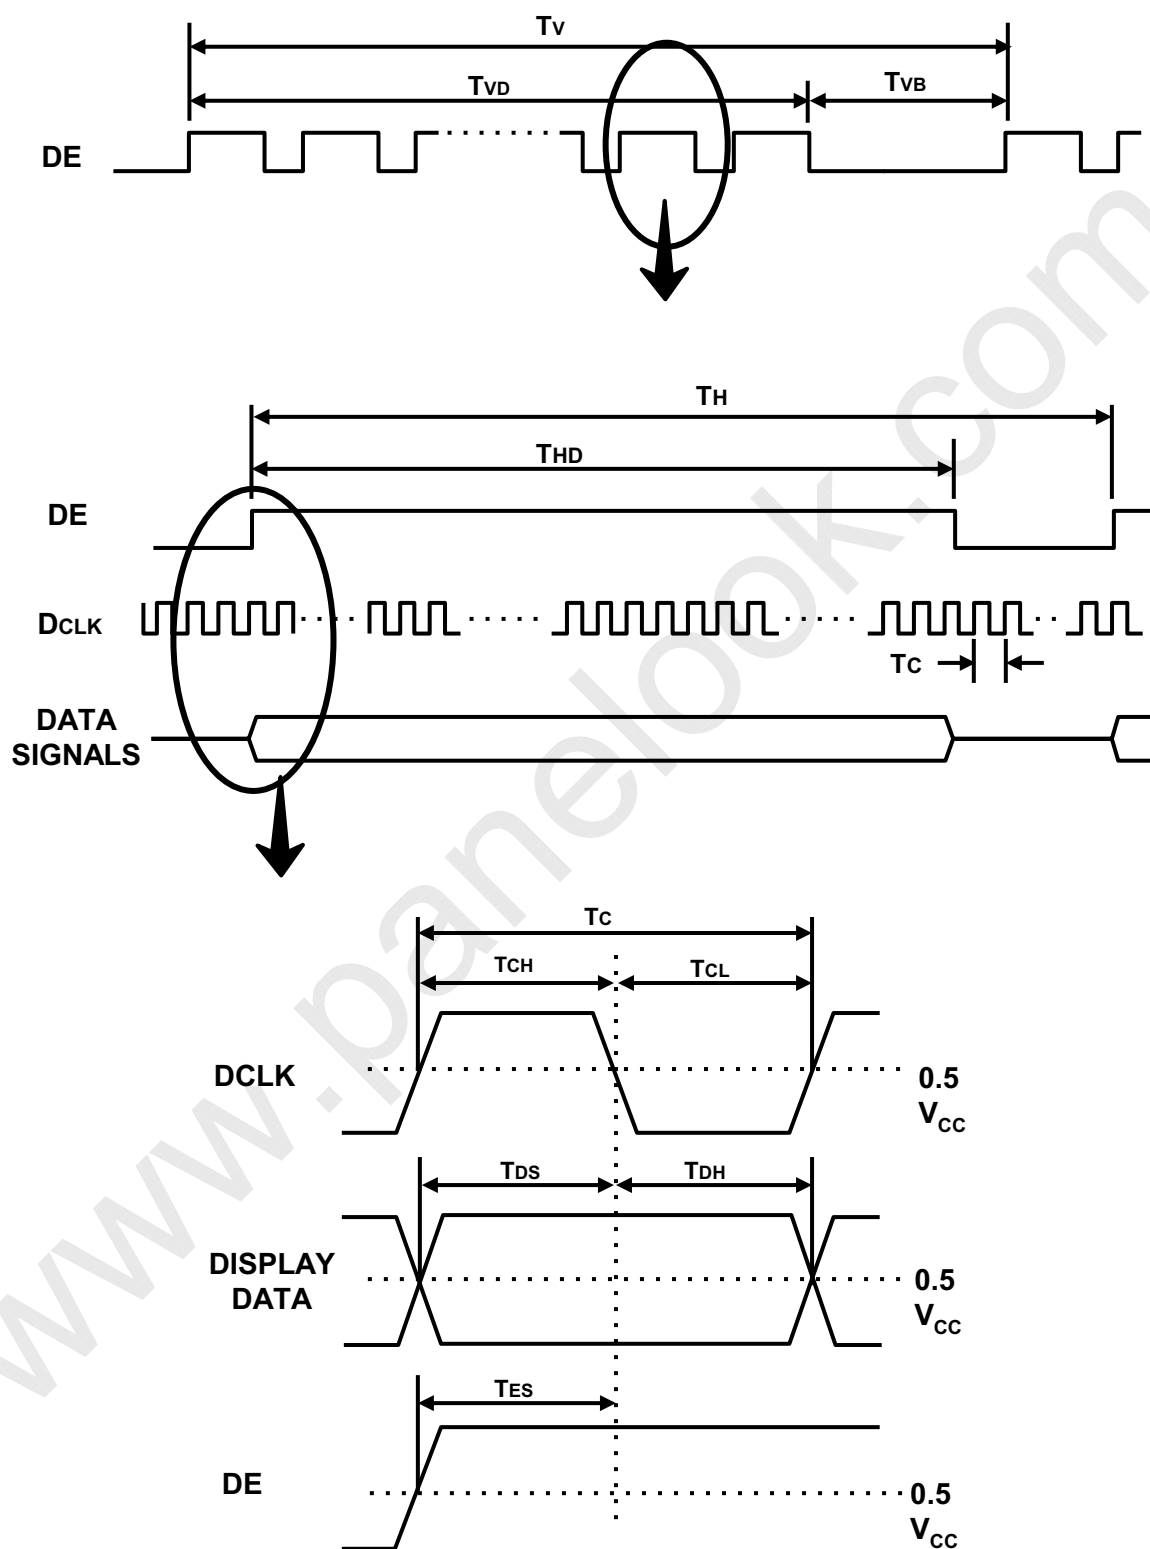 TV
TVD
TVB
DE
TH
THD
DE
DCLK
TC
DATA
SIGNALS
TC
TCH
TCL
DCLK
0.5
VCC
TDS
TDH
DISPLAY
DATA
0.5
VCC
TES
DE
0.5
VCC
www.panelook.com